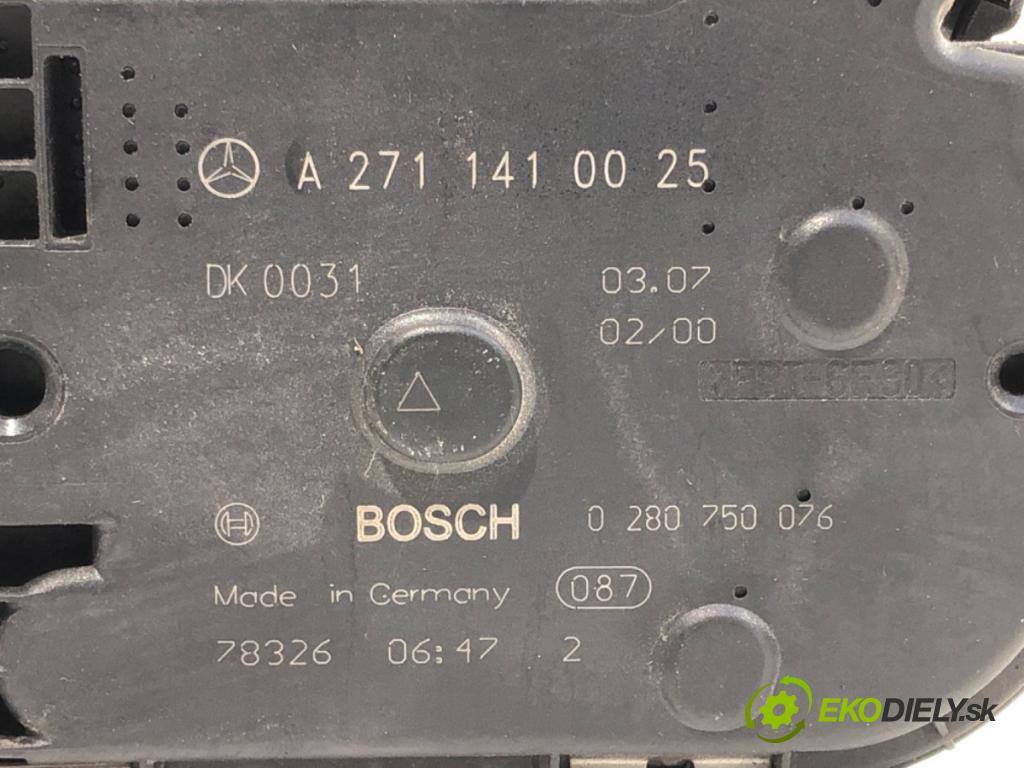 A 271 141 00 25
DK 0031
03.07
02/00
BOSCH 0 280 750 076
Made in Germany 087
78326 06:47 2
EKODIELY.sk